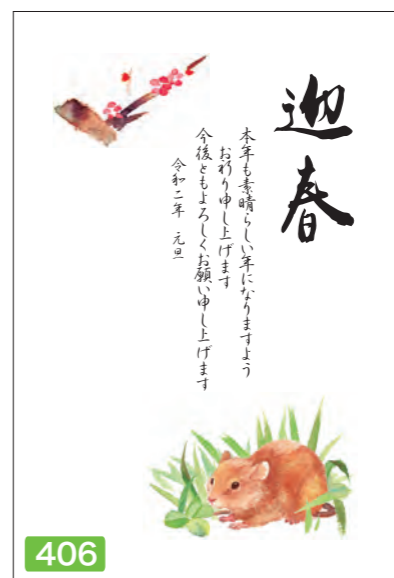 迎春
本年も素晴らしい年になりますよう
お祈り申し上げます
今後ともよろしくお願い申し上げます
令和二年 元旦
406